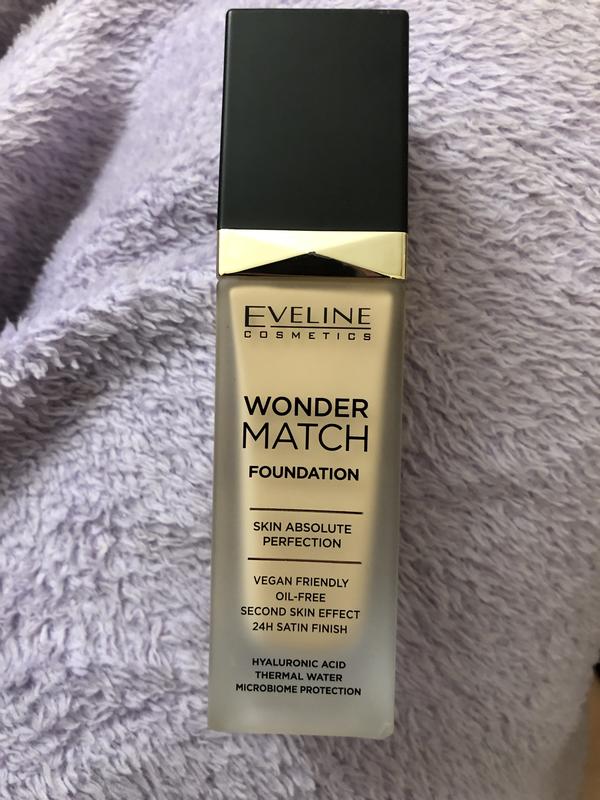 EVELINE
COSMETICS
WONDER
MATCH
FOUNDATION
SKIN ABSOLUTE
PERFECTION
VEGAN FRIENDLY
OIL-FREE
SECOND SKIN EFFECT
24H SATIN FINISH
HYALURONIC ACID
THERMAL WATER
MICROBIOME PROTECTION